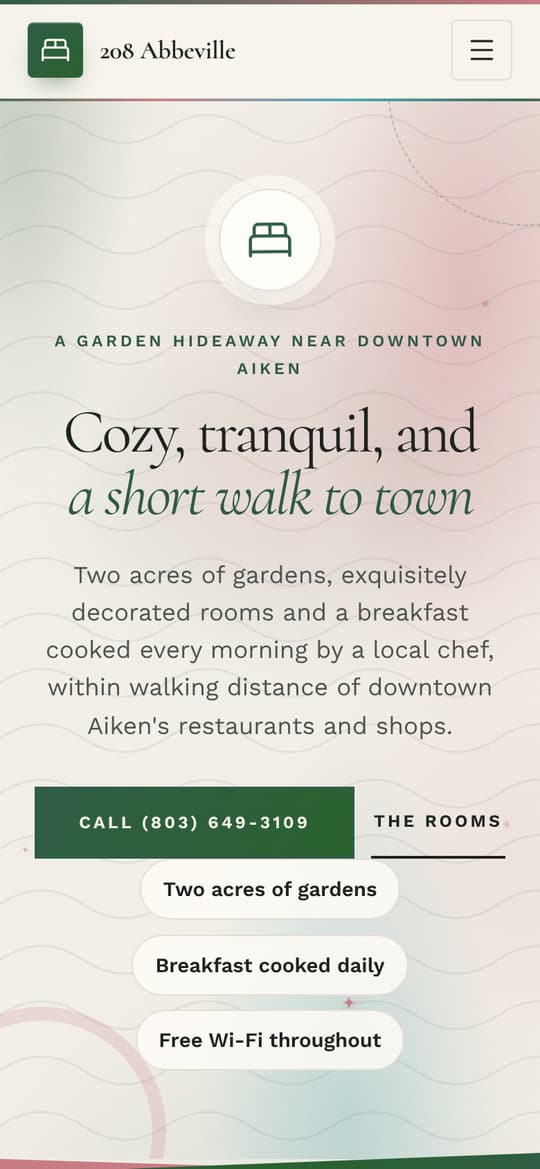 208 Abbeville
A GARDEN HIDEAWAY NEAR DOWNTOWN
AIKEN
Cozy, tranquil, and
a short walk to town
Two acres of gardens, exquisitely
decorated rooms and a breakfast
cooked every morning by a local chef,
within walking distance of downtown
Aiken's restaurants and shops.
CALL (803) 649-3109
THE ROOMS
Two acres of gardens
Breakfast cooked daily
Free Wi-Fi throughout